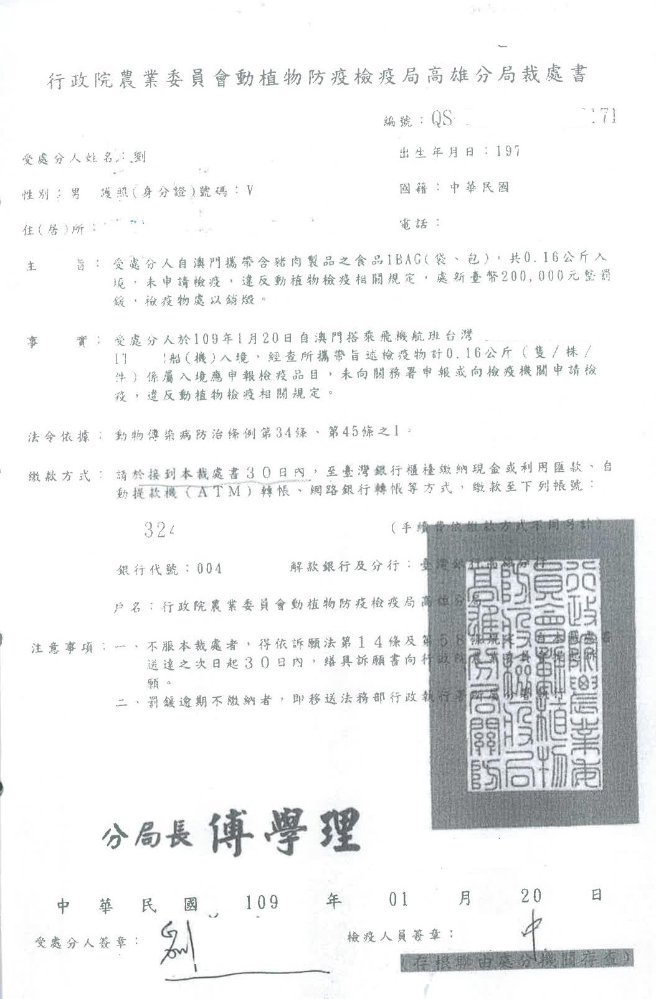 行政院農業委員會動植物防疫檢疫局高雄分局裁處書
編號：QS 171
受處分人姓名：劉
出生年月日：197
性別：男 護照(身分證)號碼：V
國籍：中華民國
住(居)所：
電話：
主旨：受處分人自澳門攜帶含豬肉製品之食品1BAG(袋、包)，共0.16公斤入
境，未申請檢疫，違反動植物檢疫相關規定，處新臺幣200,000元整罰
鍰，檢疫物處以銷燬。
事實：受處分人於109年1月20日自澳門搭乘飛機航班台灣
船(機)入境，經查所攜帶旨述檢疫物計0.16公斤（隻/株/
件）係屬入境應申報檢疫品目，未向關務署申報或向檢疫機關申請檢
疫，違反動植物檢疫相關規定。
法令依據：動物傳染病防治條例第34條、第45條之1。
繳款方式：請於接到本裁處書30日內，至臺灣銀行櫃檯繳納現金或利用匯款、自
動提款機（ATM）轉帳、網路銀行轉帳等方式，繳款至下列帳號：
324
（手續費依繳款方式不同另計）
銀行代號：004
解款銀行及分行：臺灣銀行高雄分行
戶名：行政院農業委員會動植物防疫檢疫局高雄分局
注意事項：一、不服本裁處者，得依訴願法第14條及第58條規定，自本裁處書
送達之次日起30日內，繕具訴願書向行政院農業委員會提起訴
願。
二、罰鍰逾期不繳納者，即移送法務部行政執行署所屬分署執行
行政院農業委
員會動植物
防疫檢疫局
高雄分局關防
分局長 傅學理
中華民國 109 年 01 月 20 日
受處分人簽章：劉
檢疫人員簽章：中
(存根聯由處分機關存查)